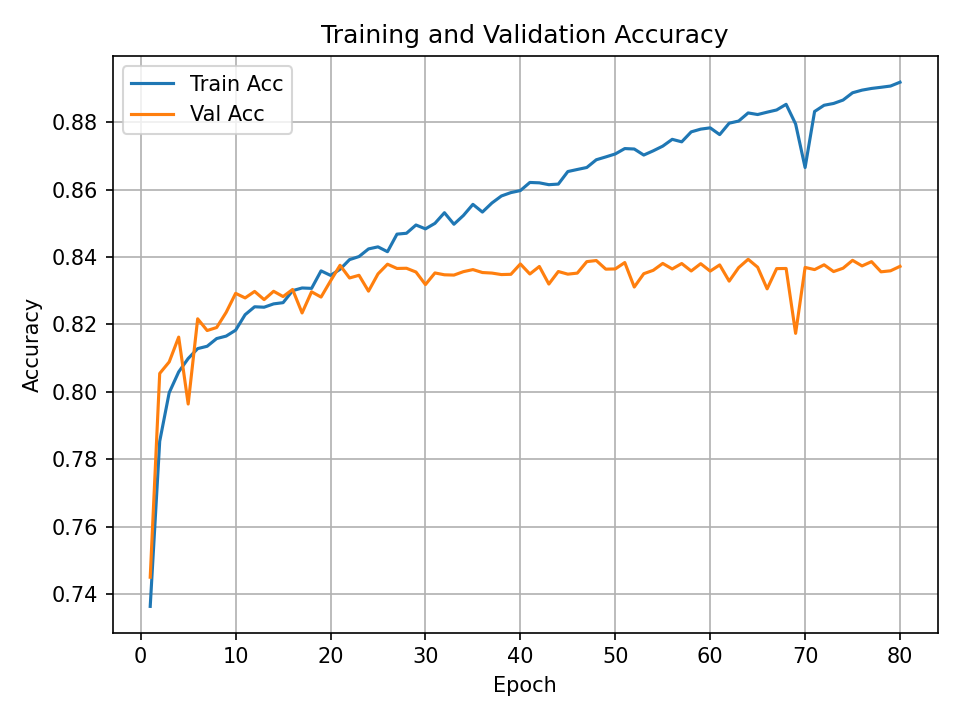 Training and Validation Accuracy
Train Acc
Val Acc
Accuracy
0.88
0.86
0.84
0.82
0.80
0.78
0.76
0.74
0 10 20 30 40 50 60 70 80
Epoch